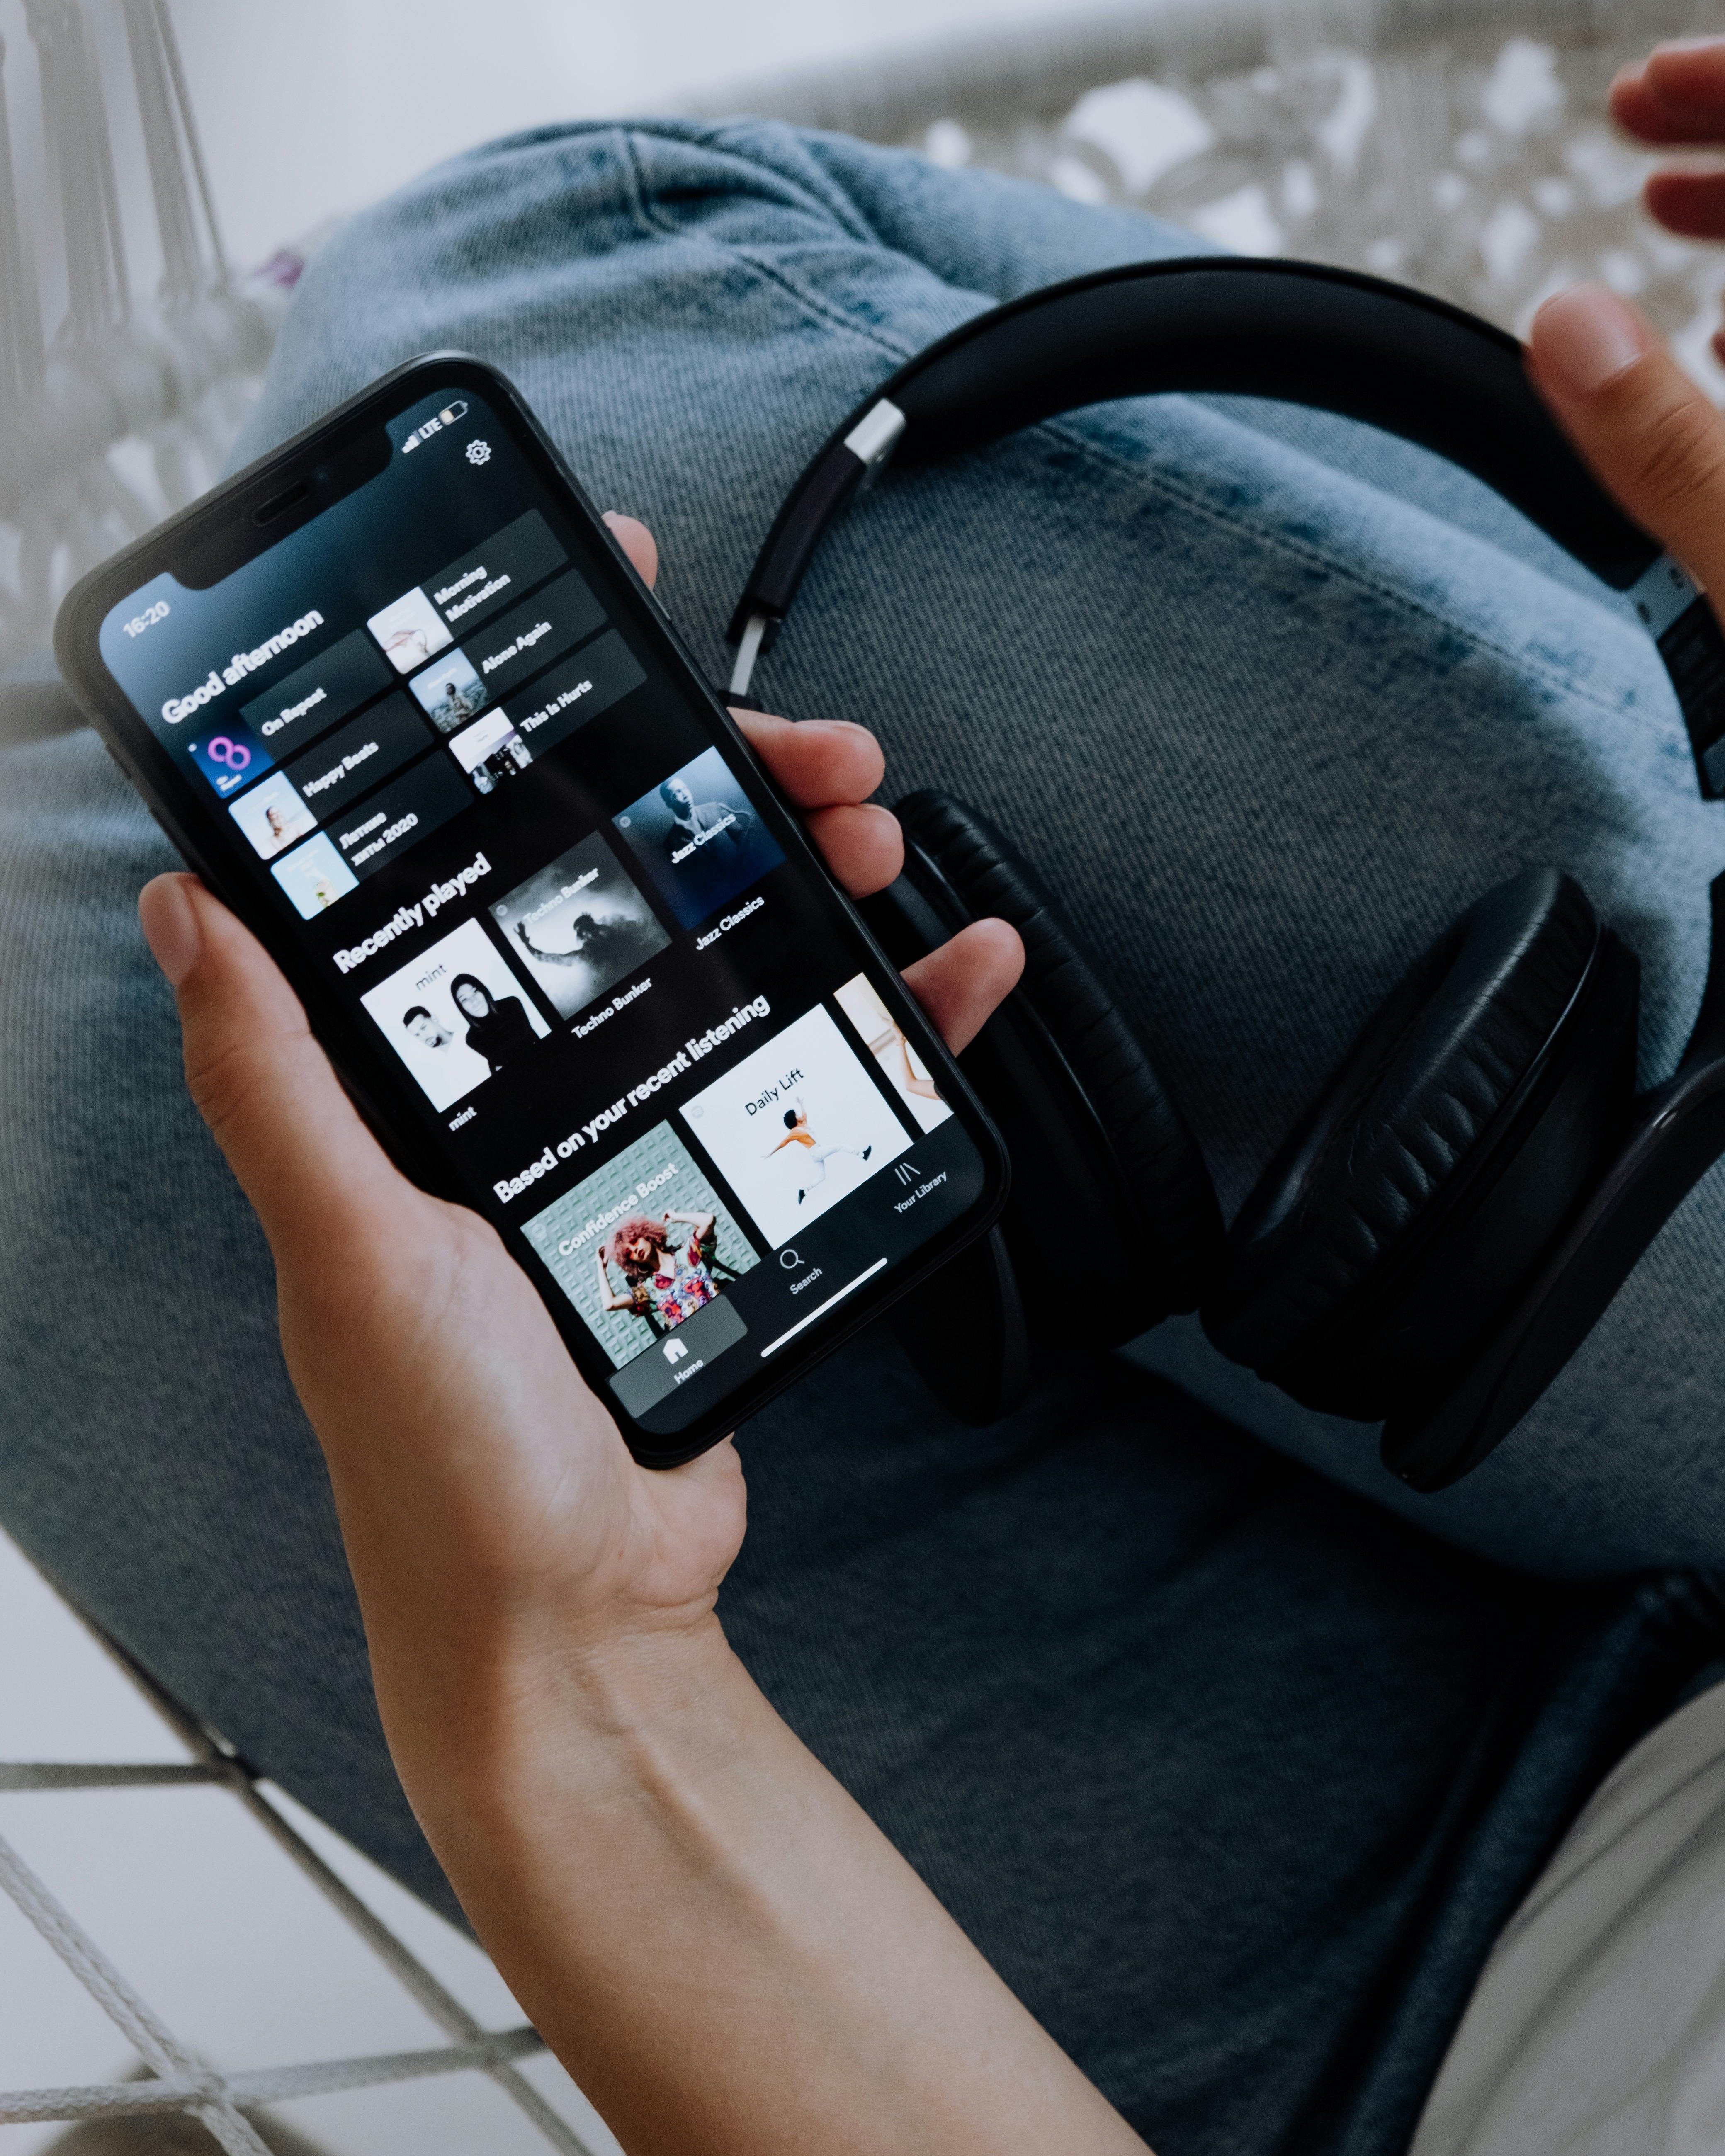 16:20
LTE
Good afternoon
On Repeat
Morning
Motivation
Happy Beats
Alone Again
Летние
хиты 2020
This Is Hurts
On
Repeat
Recently played
mint
Techno Bunker
Jazz Classics
mint
Techno Bunker
Jazz Classics
Based on your recent listening
Confidence Boost
Daily Lift
Home
Search
Your Library